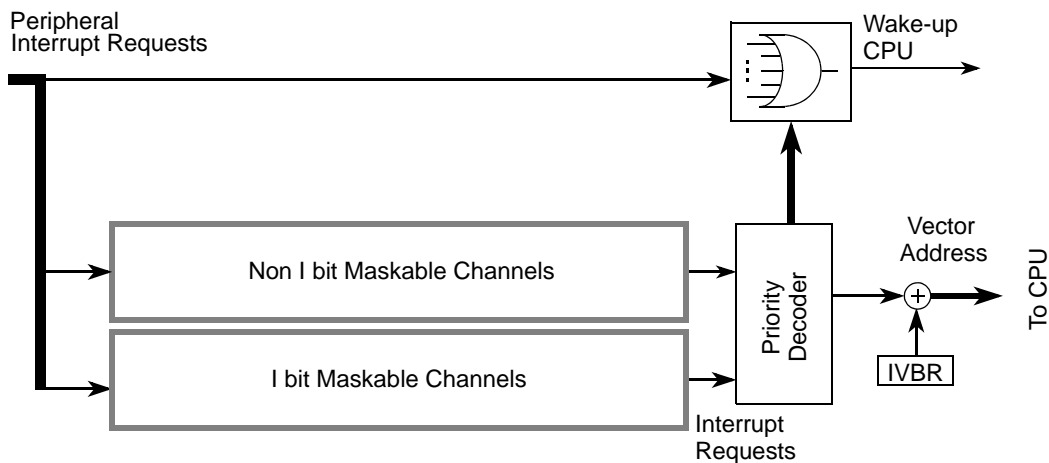 Peripheral
Interrupt Requests
Wake-up
CPU
Non I bit Maskable Channels
I bit Maskable Channels
Priority
Decoder
Interrupt
Requests
Vector
Address
IVBR
To CPU